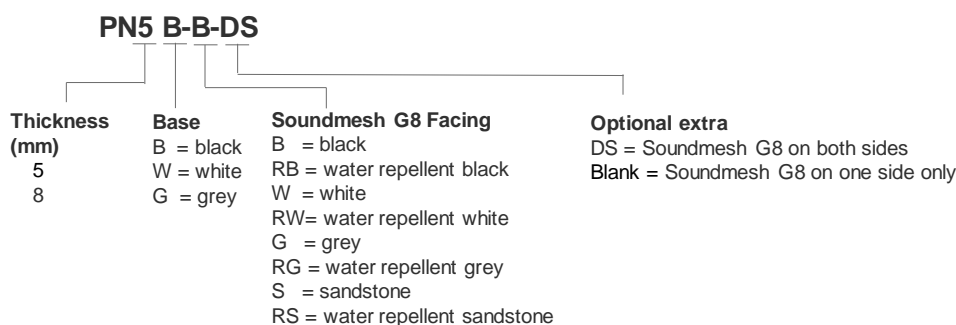 PN5 B-B-DS
Thickness
(mm)
5
8
Base
B = black
W = white
G = grey
Soundmesh G8 Facing
B = black
RB = water repellent black
W = white
RW= water repellent white
G = grey
RG = water repellent grey
S = sandstone
RS = water repellent sandstone
Optional extra
DS = Soundmesh G8 on both sides
Blank = Soundmesh G8 on one side only